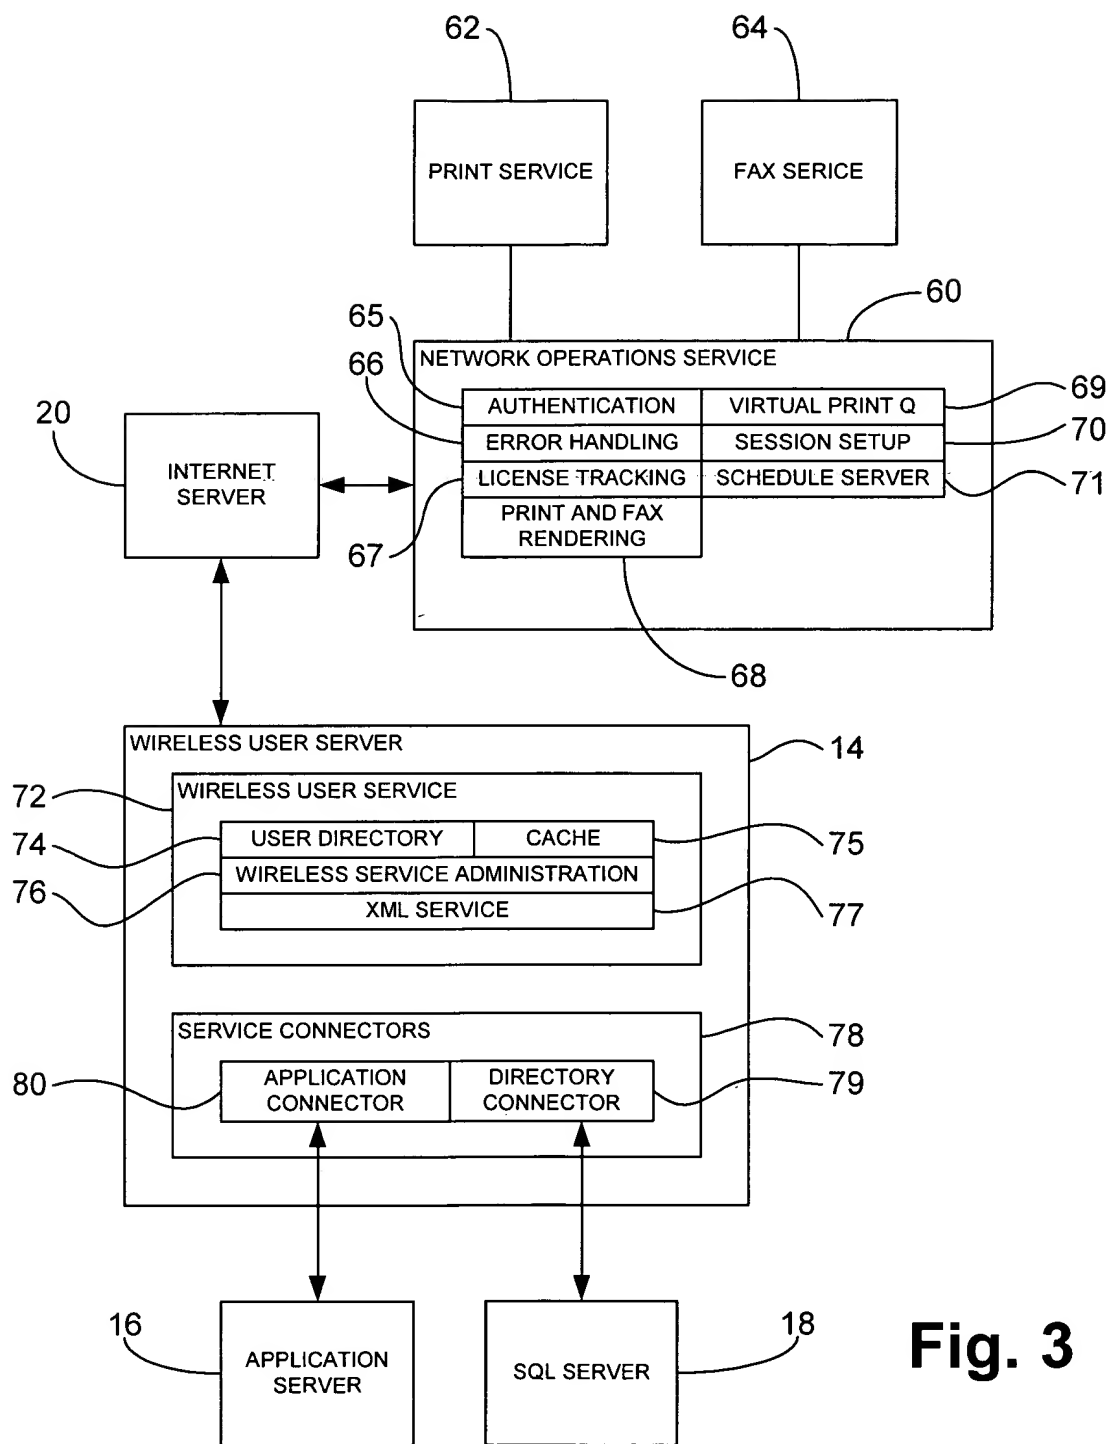 62
64
PRINT SERVICE
FAX SERICE
60
65
NETWORK OPERATIONS SERVICE
66
AUTHENTICATION
VIRTUAL PRINT Q
69
20
ERROR HANDLING
SESSION SETUP
70
INTERNET
SERVER
LICENSE TRACKING
SCHEDULE SERVER
71
PRINT AND FAX
RENDERING
67
68
WIRELESS USER SERVER
14
72
WIRELESS USER SERVICE
74
USER DIRECTORY
CACHE
75
76
WIRELESS SERVICE ADMINISTRATION
XML SERVICE
77
SERVICE CONNECTORS
78
80
APPLICATION
CONNECTOR
DIRECTORY
CONNECTOR
79
16
APPLICATION
SERVER
SQL SERVER
18
Fig. 3